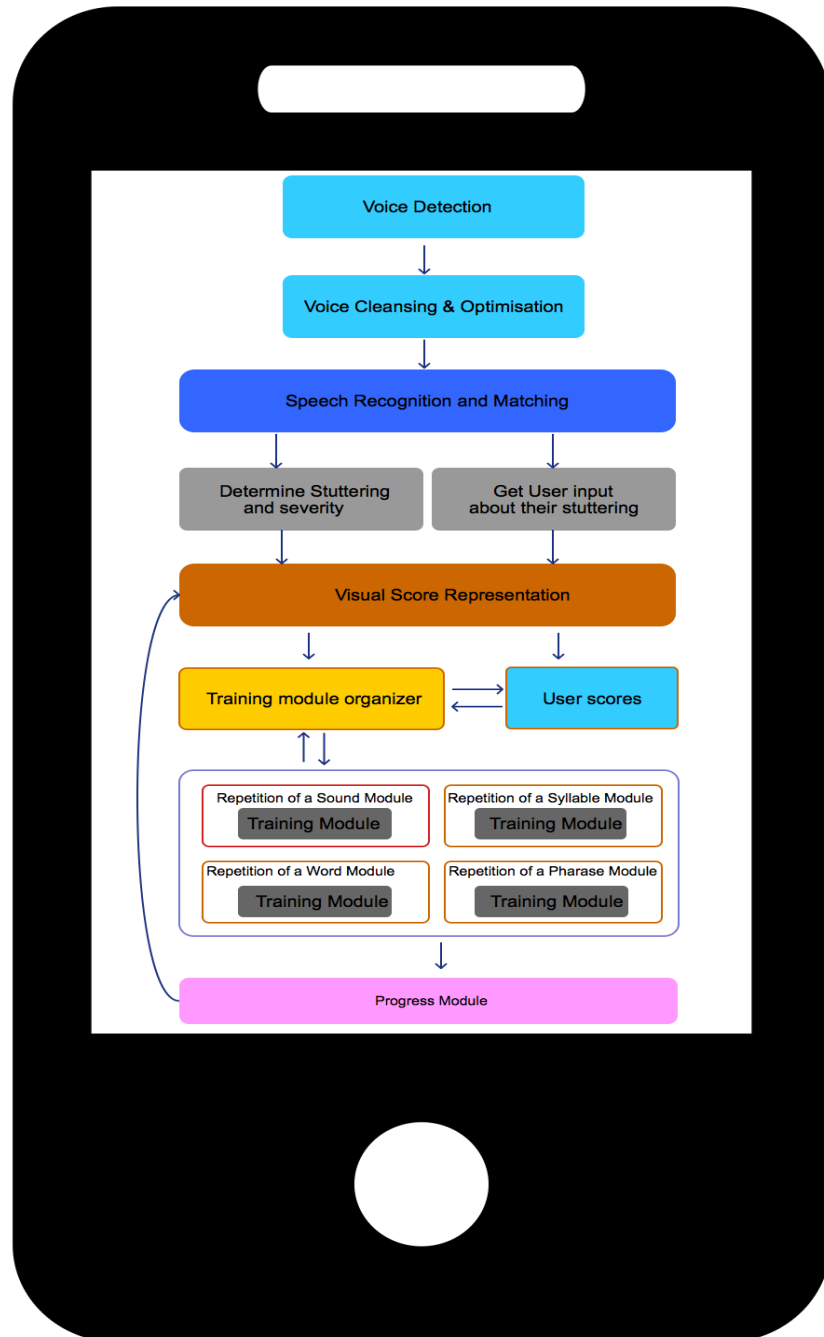 Voice Detection
Voice Cleansing & Optimisation
Speech Recognition and Matching
Determine Stuttering
and severity
Get User input
about their stuttering
Visual Score Representation
Training module organizer
User scores
Repetition of a Sound Module
Training Module
Repetition of a Syllable Module
Training Module
Repetition of a Word Module
Training Module
Repetition of a Pharase Module
Training Module
Progress Module